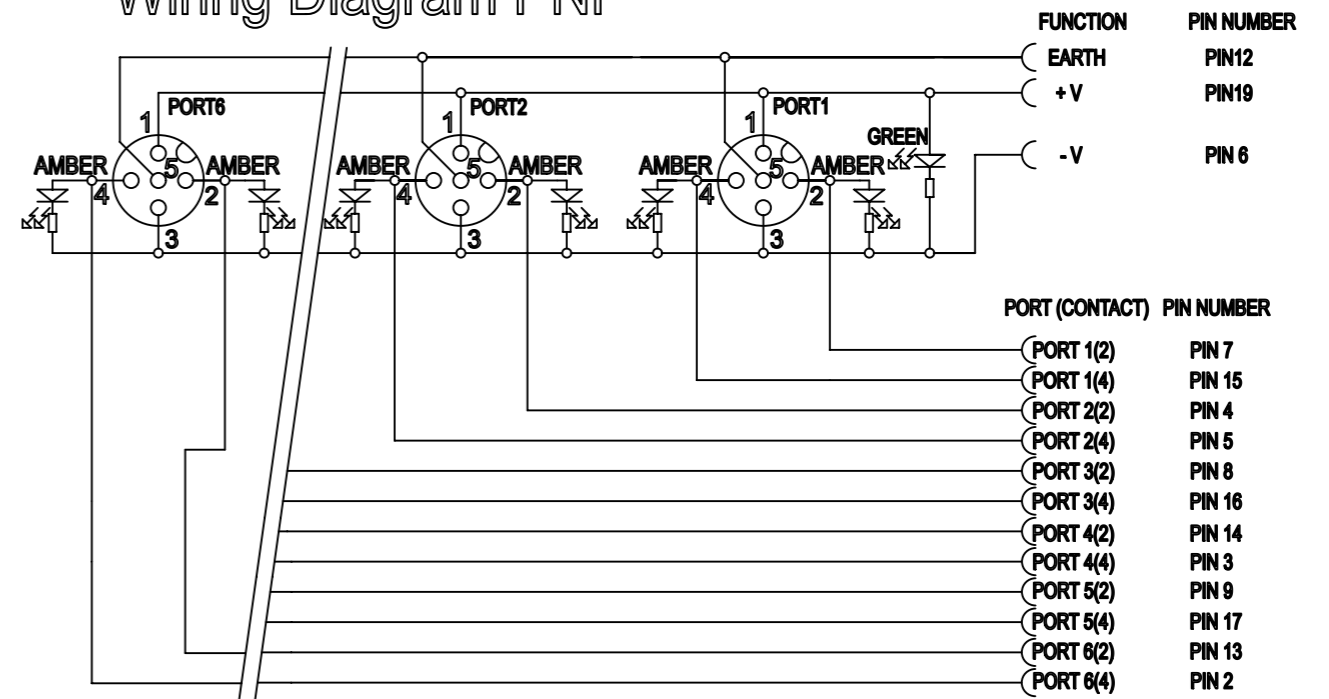 Wiring Diagram PNP
FUNCTION PIN NUMBER
EARTH PIN12
+ V PIN19
- V PIN 6
PORT6 PORT2 PORT1
GREEN
1 1 1
AMBER 5 AMBER AMBER 5 AMBER AMBER 5 AMBER
4 2 4 2 4 2
3 3 3
PORT (CONTACT) PIN NUMBER
PORT 1(2) PIN 7
PORT 1(4) PIN 15
PORT 2(2) PIN 4
PORT 2(4) PIN 5
PORT 3(2) PIN 8
PORT 3(4) PIN 16
PORT 4(2) PIN 14
PORT 4(4) PIN 3
PORT 5(2) PIN 9
PORT 5(4) PIN 17
PORT 6(2) PIN 13
PORT 6(4) PIN 2